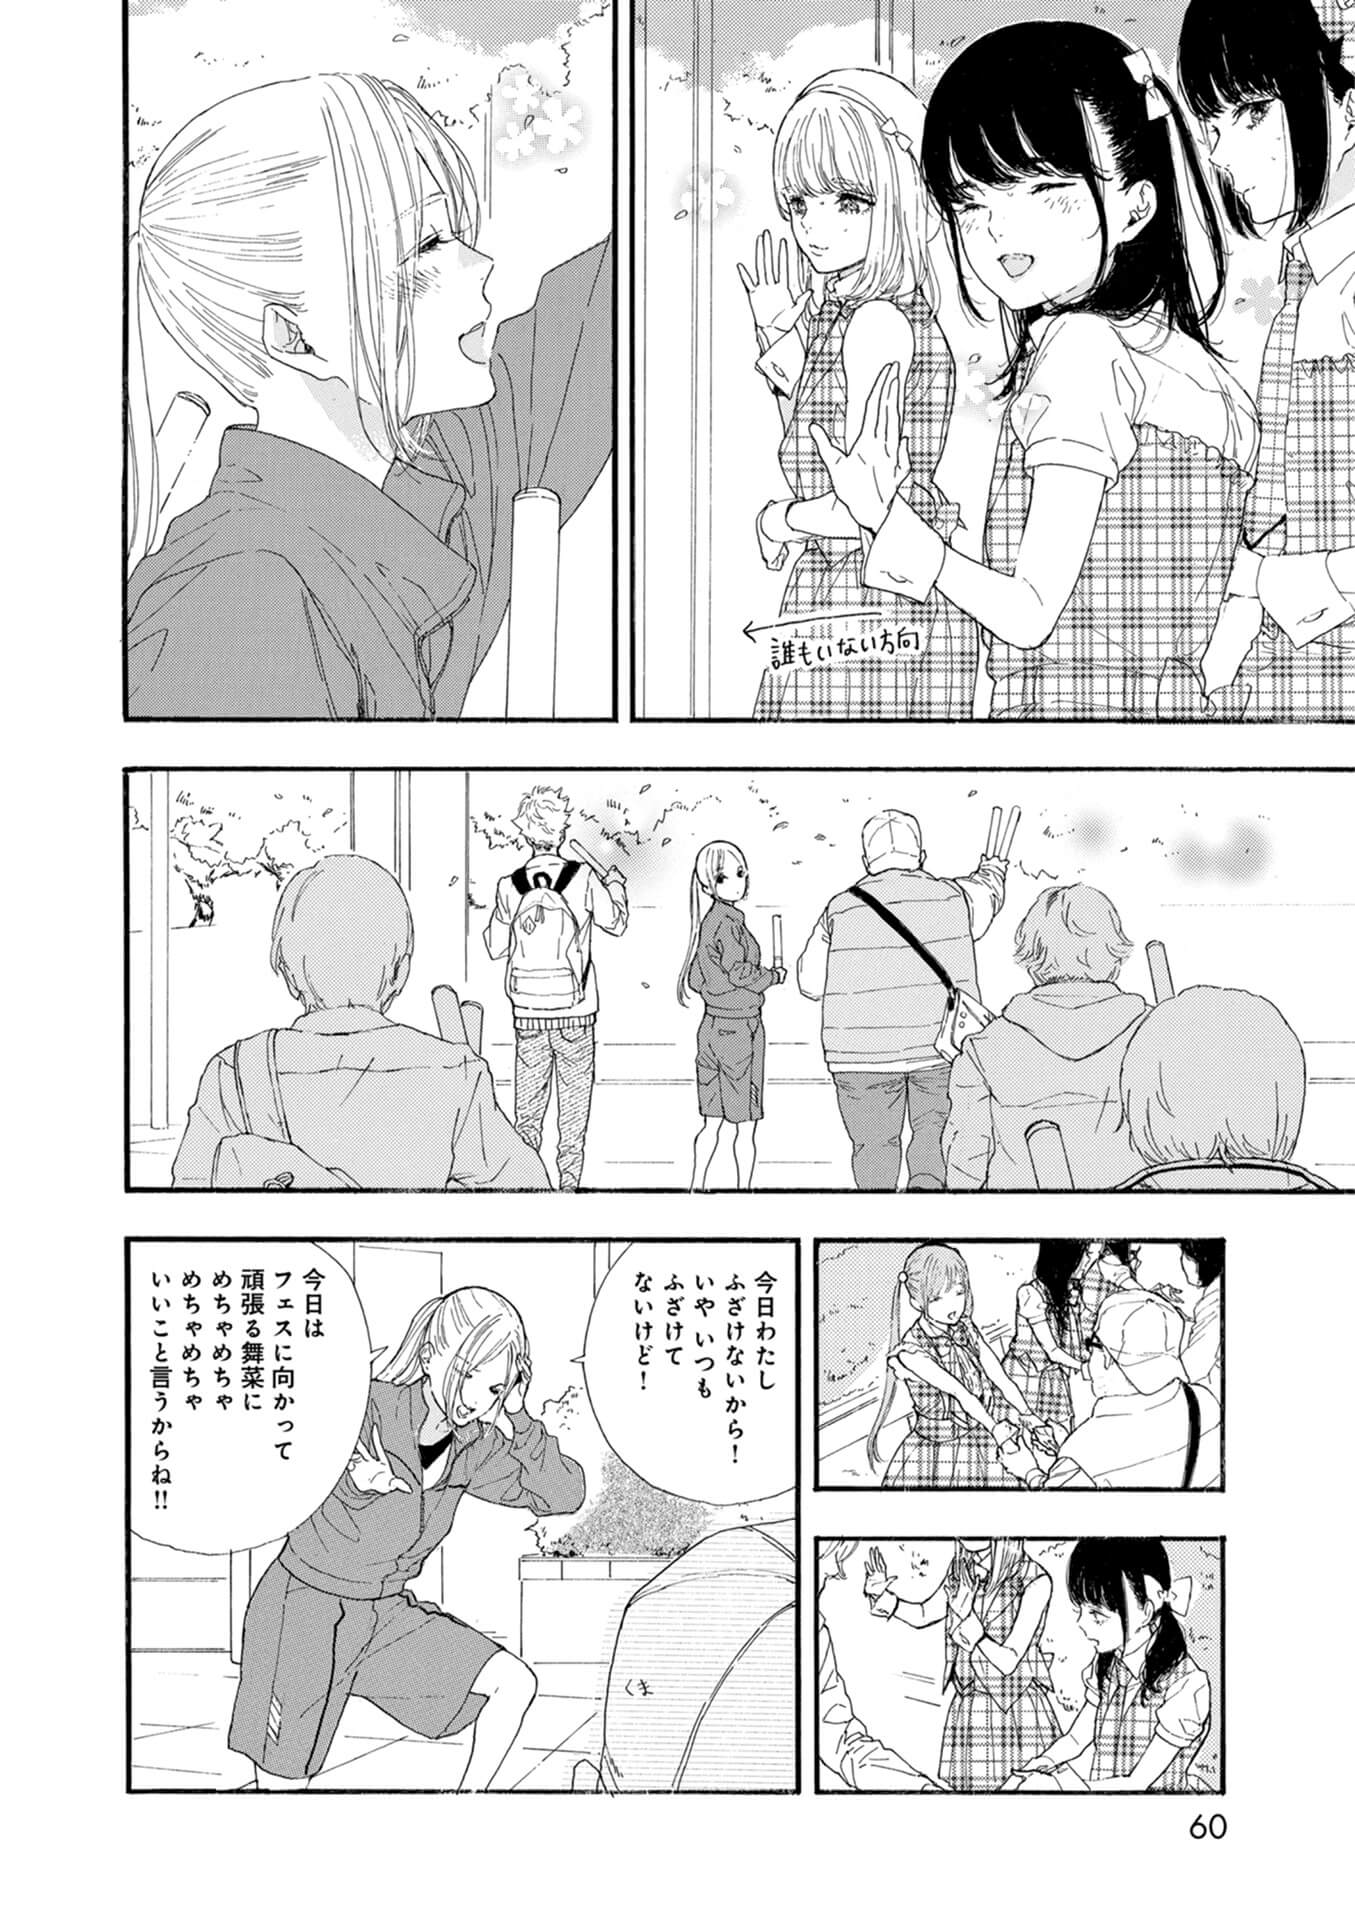 誰もいない方向
今日わたし
ふざけないから！
いや いつも
ふざけて
ないけど！
今日は
フェスに向かって
頑張る舞菜に
めちゃめちゃ
めちゃめちゃ
いいこと言うからね!!
くま
60